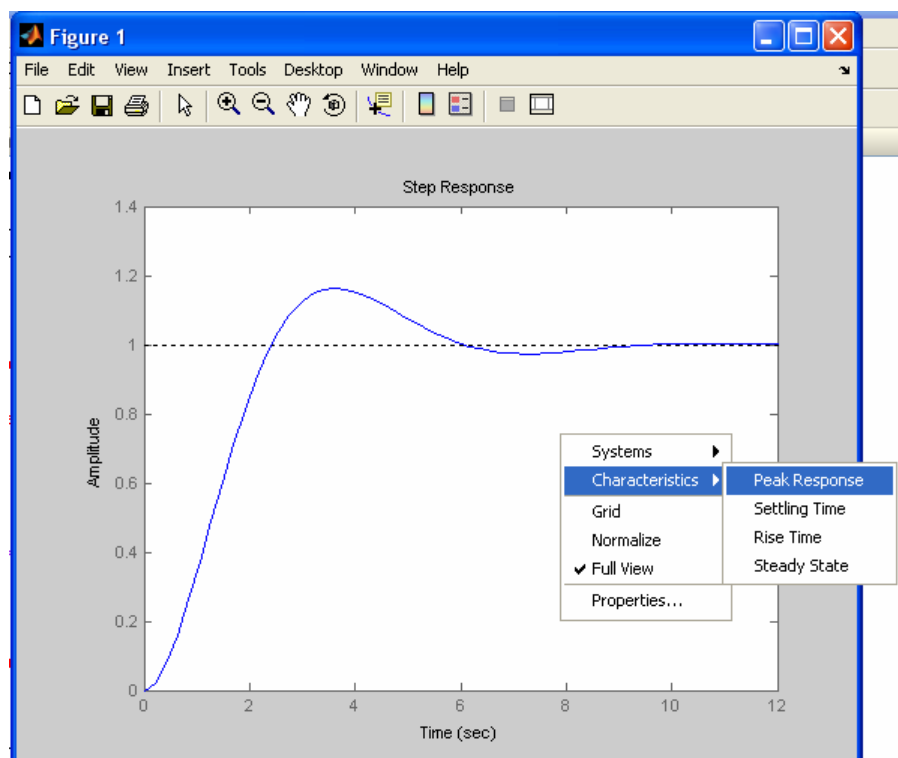 Figure 1
File Edit View Insert Tools Desktop Window Help
Step Response
1.4
1.2
1
0.8
0.6
0.4
0.2
0
Amplitude
0 2 4 6 8 10 12
Time (sec)
Systems
Characteristics
Grid
Normalize
Full View
Properties...
Peak Response
Settling Time
Rise Time
Steady State